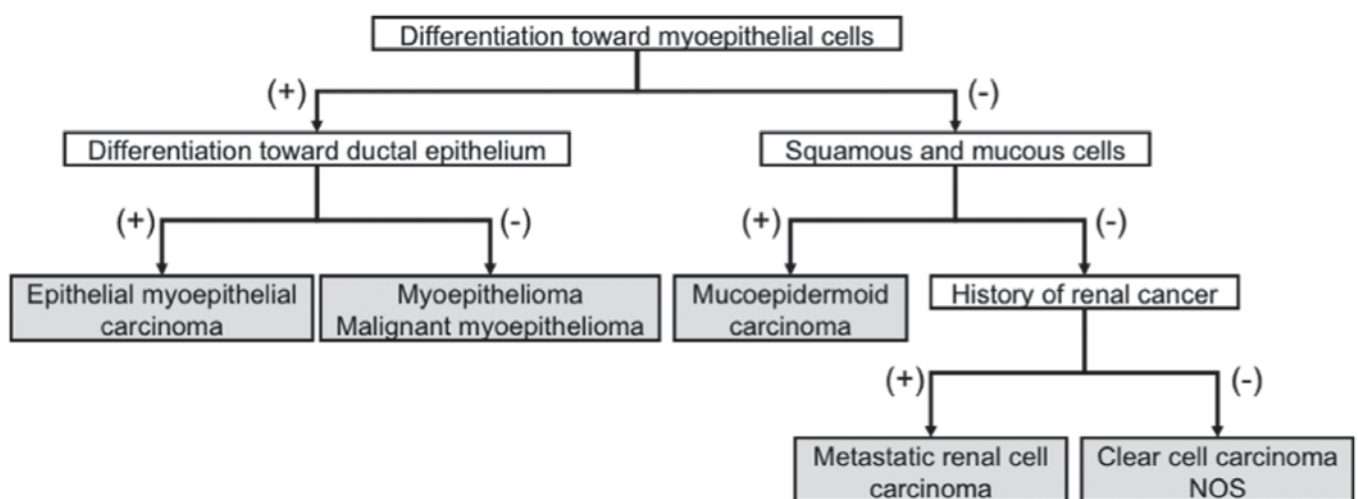 Differentiation toward myoepithelial cells
(+)
(-)
Differentiation toward ductal epithelium
Squamous and mucous cells
(+)
(-)
(+)
(-)
Epithelial myoepithelial
carcinoma
Myoepithelioma
Malignant myoepithelioma
Mucoepidermoid
carcinoma
History of renal cancer
(+)
(-)
Metastatic renal cell
carcinoma
Clear cell carcinoma
NOS